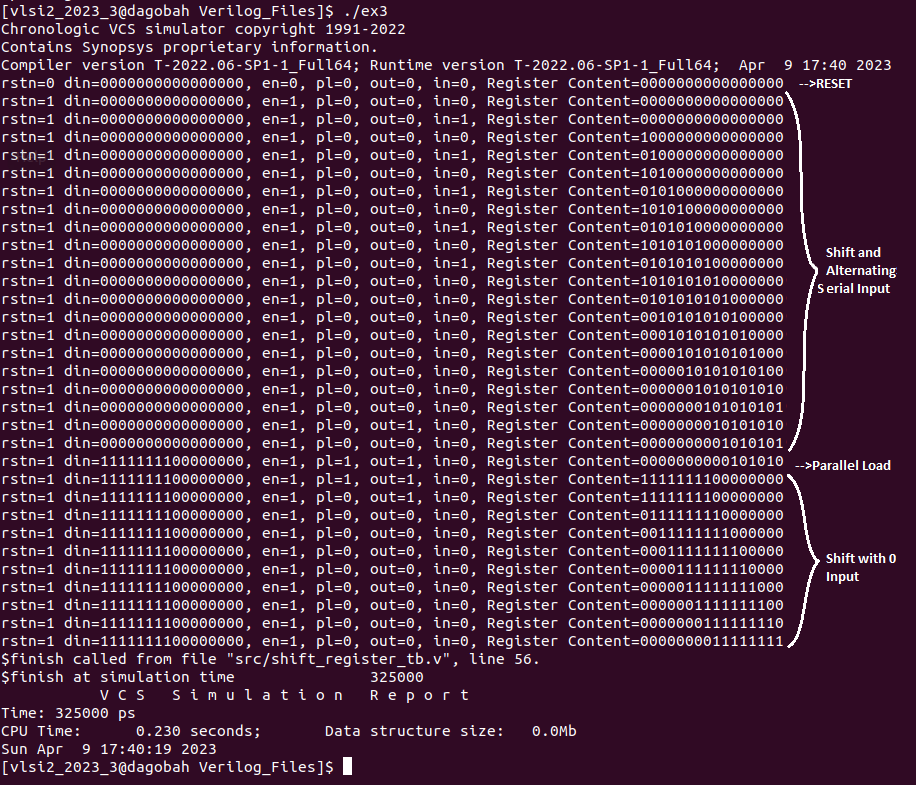 [vlsi2_2023_3@dagobah Verilog_Files]$ ./ex3
Chronologic VCS simulator copyright 1991-2022
Contains Synopsys proprietary information.
Compiler version T-2022.06-SP1-1_Full64; Runtime version T-2022.06-SP1-1_Full64;  Apr  9 17:40 2023
rstn=0 din=0000000000000000, en=0, pl=0, out=0, in=0, Register Content=0000000000000000 -->RESET
rstn=1 din=0000000000000000, en=1, pl=0, out=0, in=0, Register Content=0000000000000000
rstn=1 din=0000000000000000, en=1, pl=0, out=0, in=1, Register Content=0000000000000000
rstn=1 din=0000000000000000, en=1, pl=0, out=0, in=0, Register Content=1000000000000000
rstn=1 din=0000000000000000, en=1, pl=0, out=0, in=1, Register Content=0100000000000000
rstn=1 din=0000000000000000, en=1, pl=0, out=0, in=0, Register Content=1010000000000000
rstn=1 din=0000000000000000, en=1, pl=0, out=0, in=1, Register Content=0101000000000000
rstn=1 din=0000000000000000, en=1, pl=0, out=0, in=0, Register Content=1010100000000000
rstn=1 din=0000000000000000, en=1, pl=0, out=0, in=1, Register Content=0101010000000000
rstn=1 din=0000000000000000, en=1, pl=0, out=0, in=0, Register Content=1010101000000000
rstn=1 din=0000000000000000, en=1, pl=0, out=0, in=1, Register Content=0101010100000000
rstn=1 din=0000000000000000, en=1, pl=0, out=0, in=0, Register Content=1010101010000000
rstn=1 din=0000000000000000, en=1, pl=0, out=0, in=0, Register Content=0101010101000000
rstn=1 din=0000000000000000, en=1, pl=0, out=0, in=0, Register Content=0010101010100000
rstn=1 din=0000000000000000, en=1, pl=0, out=0, in=0, Register Content=0001010101010000
rstn=1 din=0000000000000000, en=1, pl=0, out=0, in=0, Register Content=0000101010101000
rstn=1 din=0000000000000000, en=1, pl=0, out=0, in=0, Register Content=0000010101010100
rstn=1 din=0000000000000000, en=1, pl=0, out=0, in=0, Register Content=0000001010101010
rstn=1 din=0000000000000000, en=1, pl=0, out=0, in=0, Register Content=0000000101010101
rstn=1 din=0000000000000000, en=1, pl=0, out=1, in=0, Register Content=0000000010101010
rstn=1 din=0000000000000000, en=1, pl=0, out=0, in=0, Register Content=0000000001010101
Shift and
Alternating
Serial Input
rstn=1 din=1111111100000000, en=1, pl=1, out=1, in=0, Register Content=0000000000101010 -->Parallel Load
rstn=1 din=1111111100000000, en=1, pl=1, out=1, in=0, Register Content=1111111100000000
rstn=1 din=1111111100000000, en=1, pl=0, out=0, in=0, Register Content=1111111100000000
rstn=1 din=1111111100000000, en=1, pl=0, out=0, in=0, Register Content=0111111110000000
rstn=1 din=1111111100000000, en=1, pl=0, out=0, in=0, Register Content=0011111111000000
rstn=1 din=1111111100000000, en=1, pl=0, out=0, in=0, Register Content=0001111111100000
rstn=1 din=1111111100000000, en=1, pl=0, out=0, in=0, Register Content=0000111111110000
rstn=1 din=1111111100000000, en=1, pl=0, out=0, in=0, Register Content=0000011111111000
rstn=1 din=1111111100000000, en=1, pl=0, out=0, in=0, Register Content=0000001111111100
rstn=1 din=1111111100000000, en=1, pl=0, out=0, in=0, Register Content=0000000111111110
rstn=1 din=1111111100000000, en=1, pl=0, out=0, in=0, Register Content=0000000011111111
Shift with 0
Input
$finish called from file "src/shift_register_tb.v", line 56.
$finish at simulation time               325000
V C S   S i m u l a t i o n   R e p o r t
Time: 325000 ps
CPU Time:      0.230 seconds;       Data structure size:   0.0Mb
Sun Apr  9 17:40:19 2023
[vlsi2_2023_3@dagobah Verilog_Files]$